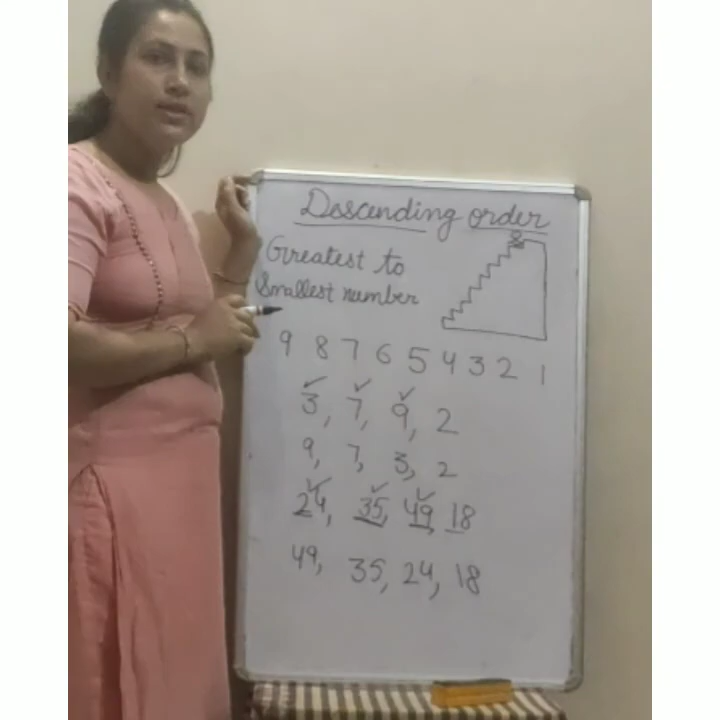 Descending order
Greatest to
Smallest number
9 8 7 6 5 4 3 2 1
3, 7, 9, 2
9, 7, 3, 2
24, 35, 49, 18
49, 35, 24, 18